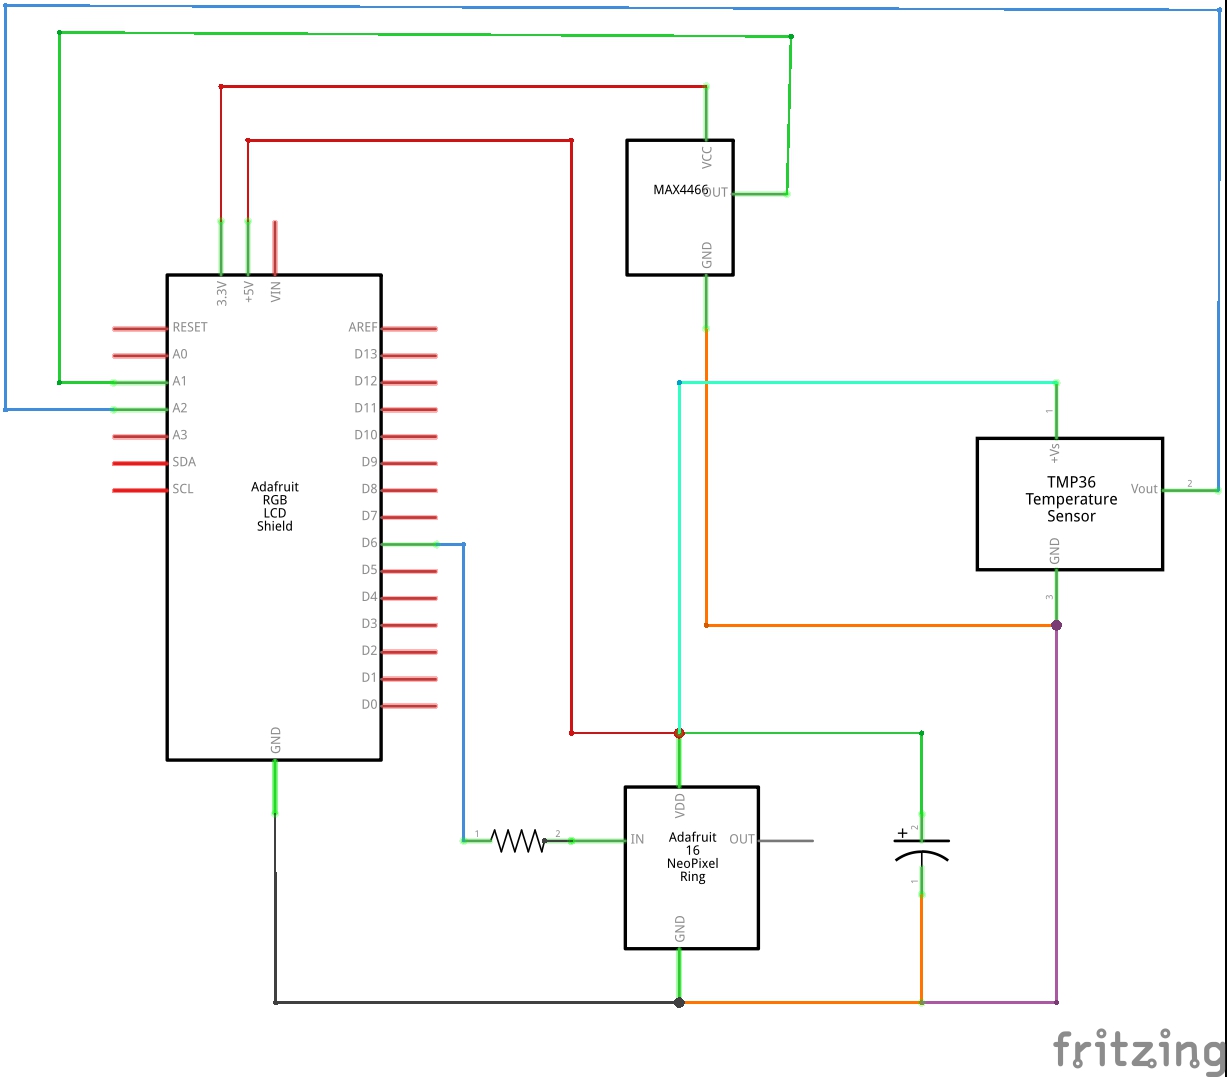 VCC
MAX4466
OUT
GND
3.3V
+5V
VIN
RESET
AREF
A0
D13
A1
D12
A2
D11
A3
D10
SDA
D9
SCL
D8
Adafruit
RGB
LCD
Shield
D7
D6
D5
D4
D3
D2
D1
D0
GND
1
+Vs
TMP36
Temperature
Sensor
Vout
2
GND
3
1
2
VDD
IN
Adafruit
16
NeoPixel
Ring
OUT
GND
+
2
1
fritzing